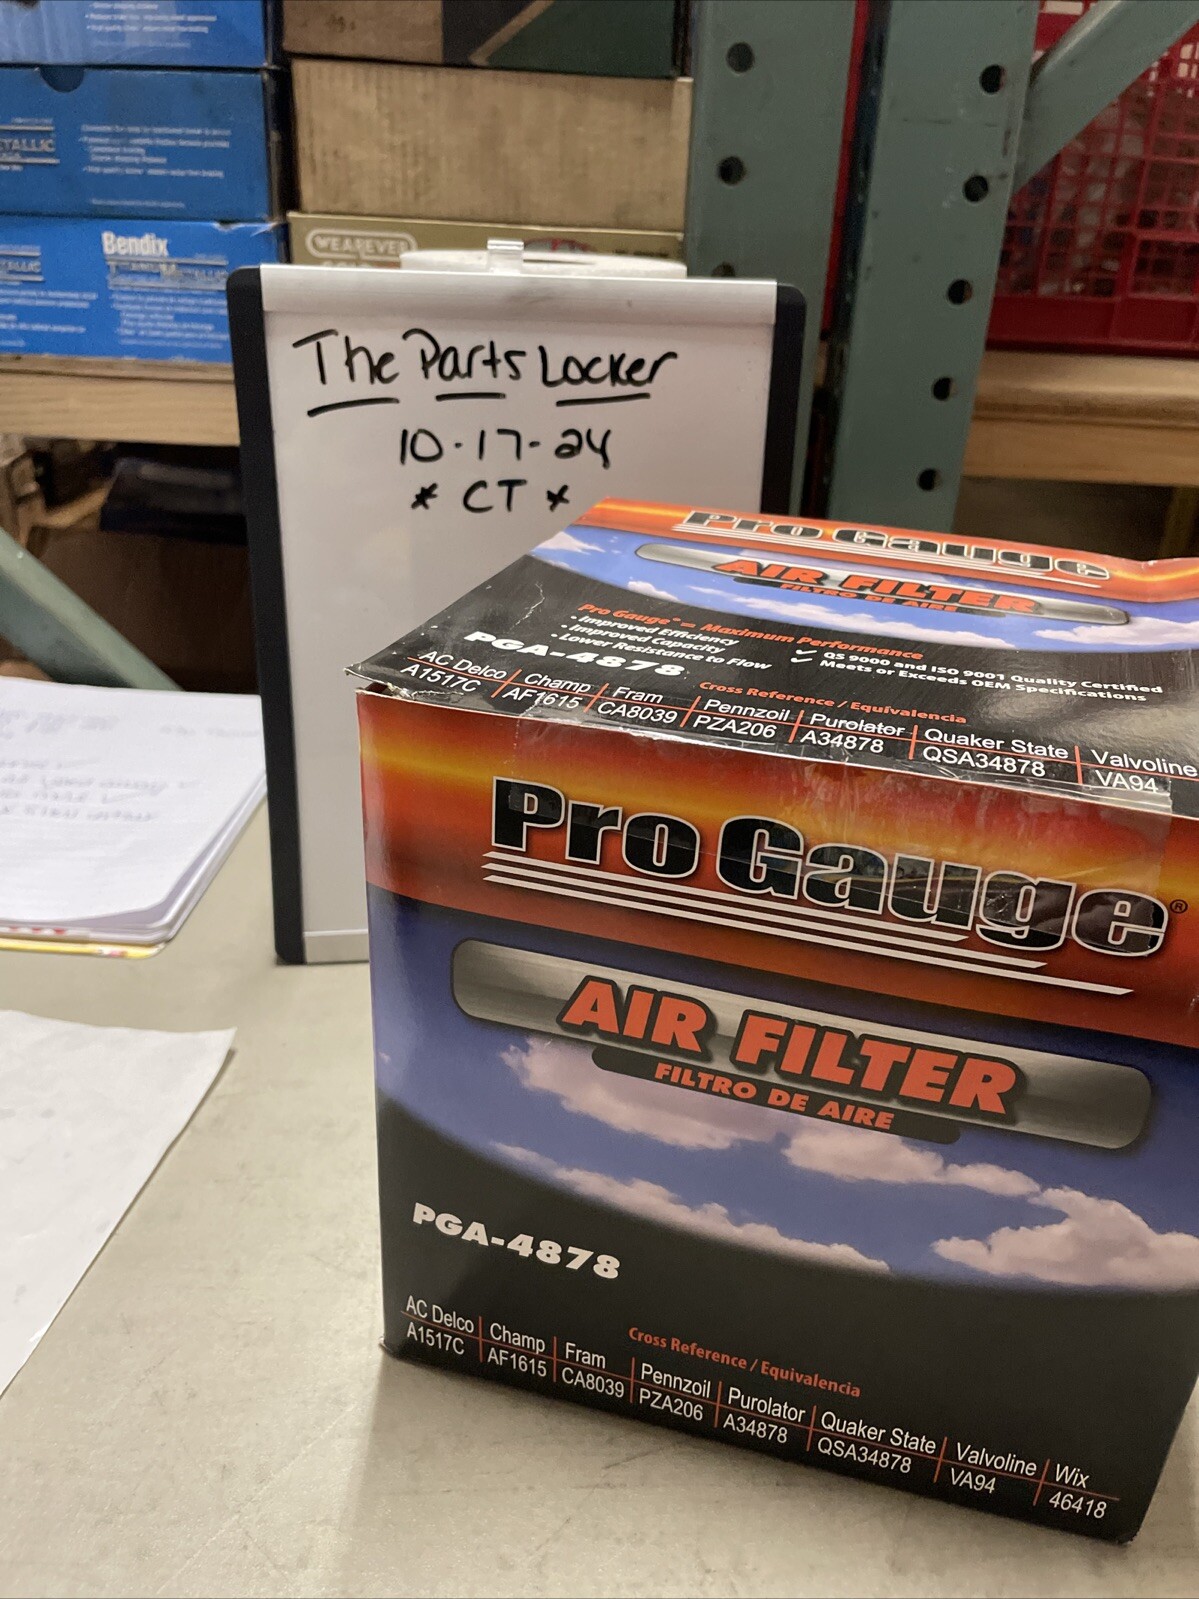 Bendix
TITANIUMETALLIC
WEAREVER
The Parts Locker
10-17-24
* CT *
Pro Gauge
AIR FILTER
FILTRO DE AIRE
Pro Gauge® = Maximum Performance
• Improved Efficiency
• Improved Capacity
• Lower Resistance to Flow
✓ QS 9000 and ISO 9001 Quality Certified
✓ Meets or Exceeds OEM Specifications
PGA-4878
Cross Reference / Equivalencia
AC Delco Champ Fram Pennzoil Purolator Quaker State Valvoline
A1517C AF1615 CA8039 PZA206 A34878 QSA34878 VA94
Pro Gauge®
AIR FILTER
FILTRO DE AIRE
PGA-4878
Cross Reference / Equivalencia
AC Delco Champ Fram Pennzoil Purolator Quaker State Valvoline Wix
A1517C AF1615 CA8039 PZA206 A34878 QSA34878 VA94 46418